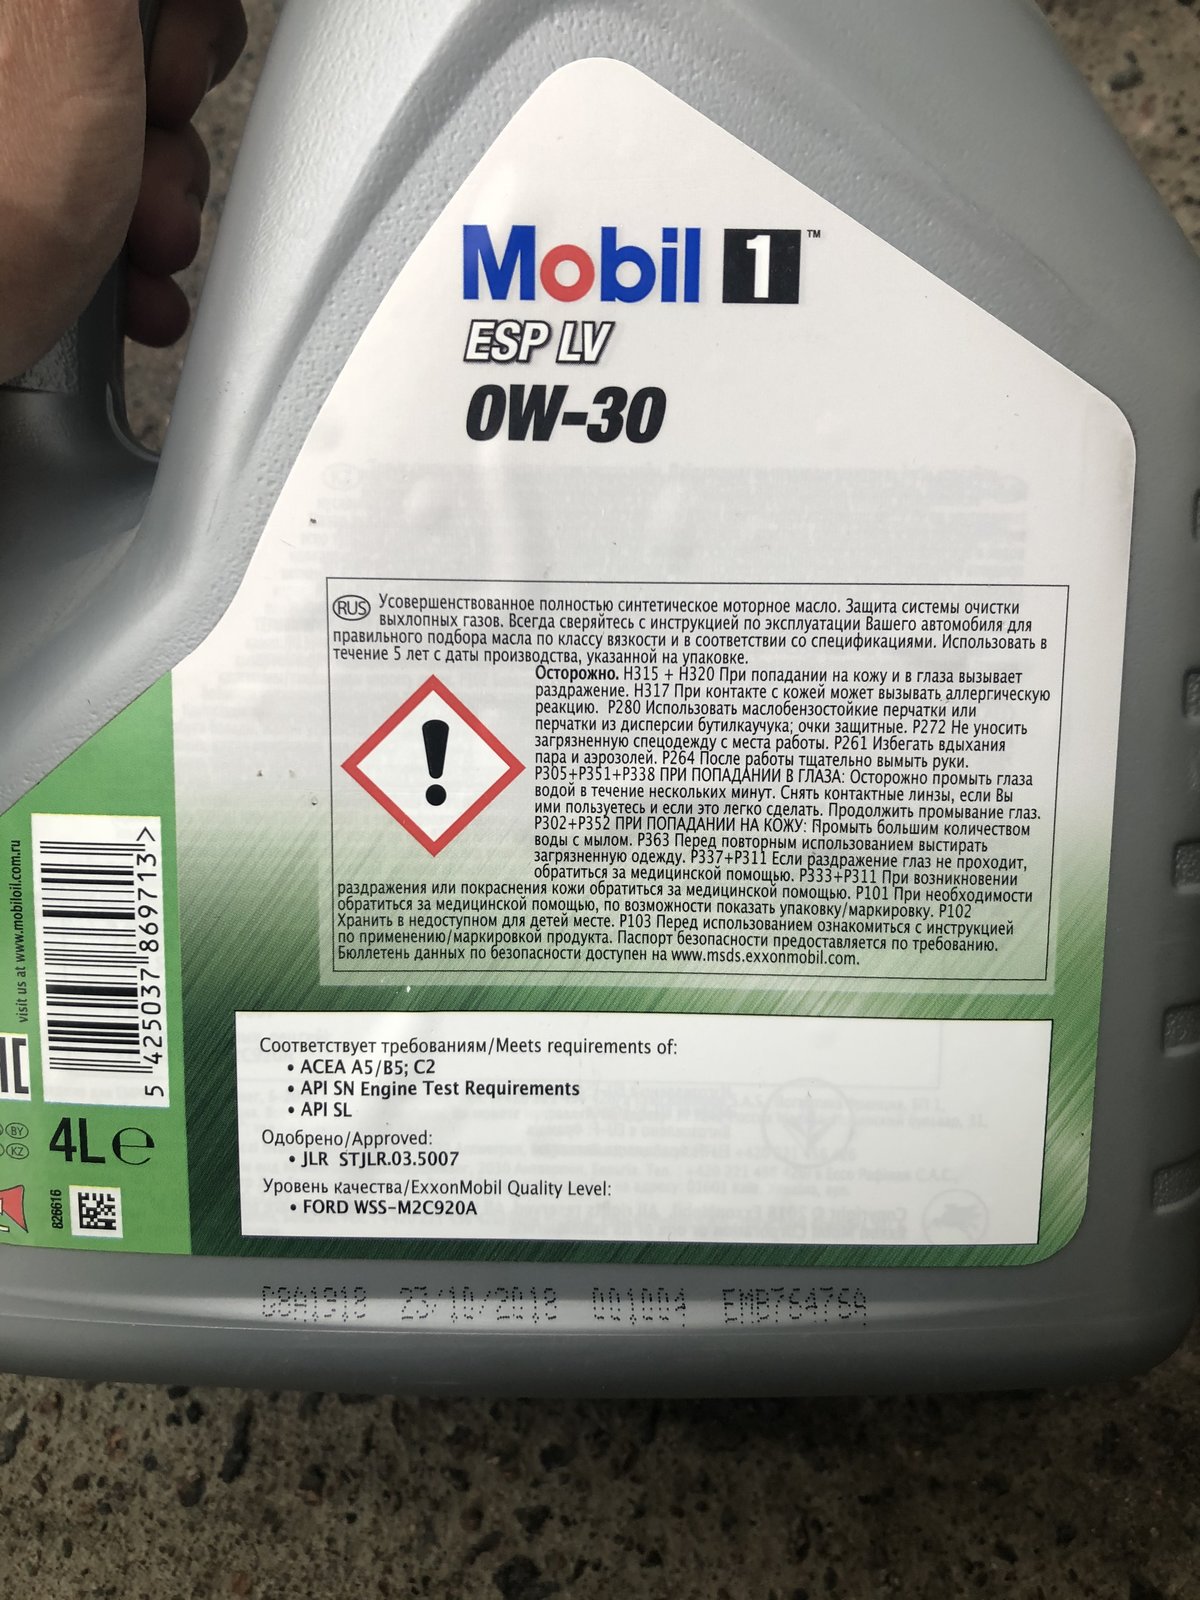 Mobil 1™
ESP LV
0W-30
RUS Усовершенствованное полностью синтетическое моторное масло. Защита системы очистки
выхлопных газов. Всегда сверяйтесь с инструкцией по эксплуатации Вашего автомобиля для
правильного подбора масла по классу вязкости и в соответствии со спецификациями. Использовать в
течение 5 лет с даты производства, указанной на упаковке.
Осторожно. H315 + H320 При попадании на кожу и в глаза вызывает
раздражение. H317 При контакте с кожей может вызывать аллергическую
реакцию. P280 Использовать маслобензостойкие перчатки или
перчатки из дисперсии бутилкаучука; очки защитные. P272 Не уносить
загрязненную спецодежду с места работы. P261 Избегать вдыхания
пара и аэрозолей. P264 После работы тщательно вымыть руки.
P305+P351+P338 ПРИ ПОПАДАНИИ В ГЛАЗА: Осторожно промыть глаза
водой в течение нескольких минут. Снять контактные линзы, если Вы
ими пользуетесь и если это легко сделать. Продолжить промывание глаз.
P302+P352 ПРИ ПОПАДАНИИ НА КОЖУ: Промыть большим количеством
воды с мылом. P363 Перед повторным использованием выстирать
загрязненную одежду. P337+P311 Если раздражение глаз не проходит,
обратиться за медицинской помощью. P333+P311 При возникновении
раздражения или покраснения кожи обратиться за медицинской помощью. P101 При необходимости
обратиться за медицинской помощью, по возможности показать упаковку/маркировку. P102
Хранить в недоступном для детей месте. P103 Перед использованием ознакомиться с инструкцией
по применению/маркировкой продукта. Паспорт безопасности предоставляется по требованию.
Бюллетень данных по безопасности доступен на www.msds.exxonmobil.com.
visit us at www.mobiloil.com.ru
5 425037 869713 >
4L e
BY
KZ
826616
Соответствует требованиям/Meets requirements of:
• ACEA A5/B5; C2
• API SN Engine Test Requirements
• API SL
Одобрено/Approved:
• JLR STJLR.03.5007
Уровень качества/ExxonMobil Quality Level:
• FORD WSS-M2C920A
G8A1918 23/10/2018 001004 EMB76476A